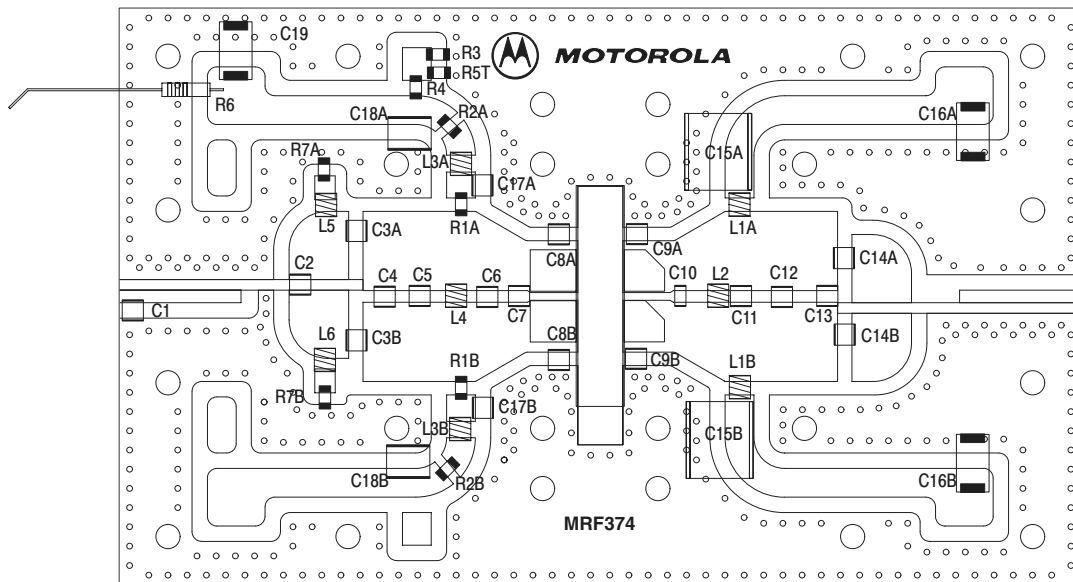 C19
R3
MOTOROLA
R5T
R4
R6
C18A
R2A
C16A
R7A
L3A
C15A
C17A
L5
C3A
R1A
L1A
C8A
C9A
C14A
C2
C4
C5
C6
C10
L2
C12
C1
L4
C7
C11
C13
L6
C3B
C14B
R1B
C8B
C9B
L1B
R7B
C17B
L3B
C15B
C18B
R2B
C16B
MRF374